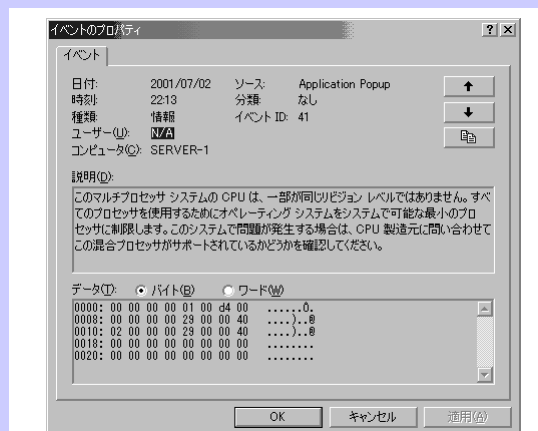 イベントのプロパティ
イベント
日付: 2001/07/02 ソース: Application Popup
時刻: 22:13 分類: なし
種類: 情報 イベント ID: 41
ユーザー(U): N/A
コンピュータ(C): SERVER-1
説明(D):
このマルチプロセッサ システムの CPU は、一部が同じリビジョン レベルではありません。すべ
てのプロセッサを使用するためにオペレーティング システムをシステムで可能な最小のプロ
セッサに制限します。このシステムで問題が発生する場合は、CPU 製造元に問い合わせて
この混合プロセッサがサポートされているかどうかを確認してください。
データ(T): バイト(B) ワード(W)
0000: 00 00 00 00 01 00 d4 00 ......Ô.
0008: 00 00 00 00 29 00 00 40 ....)..@
0010: 02 00 00 00 29 00 00 40 ....)..@
0018: 00 00 00 00 00 00 00 00 ........
0020: 00 00 00 00 00 00 00 00 ........
OK キャンセル 適用(A)